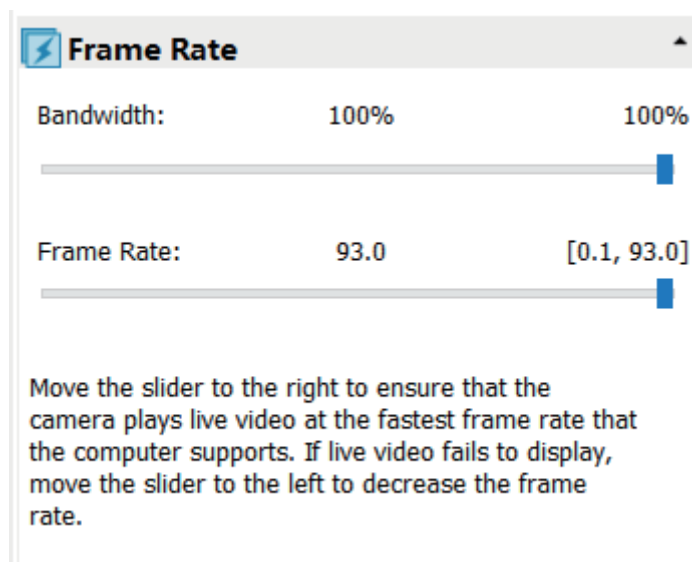 Frame Rate
Bandwidth: 100% 100%
Frame Rate: 93.0 [0.1, 93.0]
Move the slider to the right to ensure that the
camera plays live video at the fastest frame rate that
the computer supports. If live video fails to display,
move the slider to the left to decrease the frame
rate.